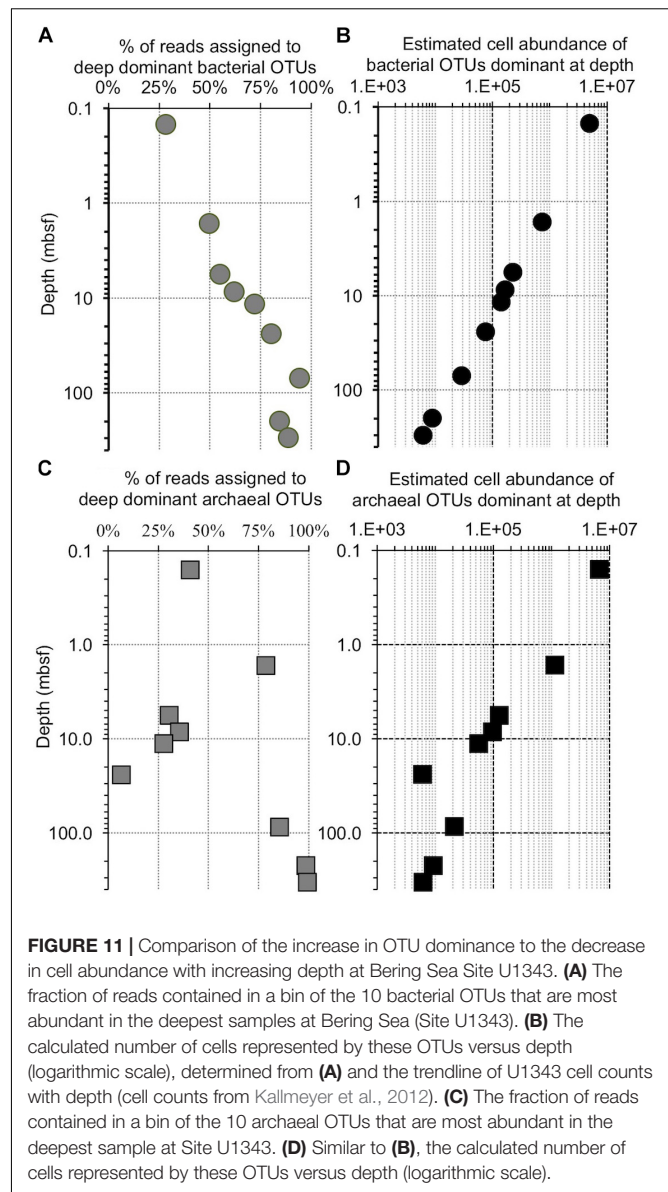 A
% of reads assigned to
deep dominant bacterial OTUs
0% 25% 50% 75% 100%
0.1
1
10
100
Depth (mbsf)
B
Estimated cell abundance of
bacterial OTUs dominant at depth
1.E+03 1.E+05 1.E+07
0.1
1
10
100
C
% of reads assigned to
deep dominant archaeal OTUs
0% 25% 50% 75% 100%
0.1
1.0
10.0
100.0
Depth (mbsf)
D
Estimated cell abundance of
archaeal OTUs dominant at depth
1.E+03 1.E+05 1.E+07
0.1
1.0
10.0
100.0
FIGURE 11 | Comparison of the increase in OTU dominance to the decrease
in cell abundance with increasing depth at Bering Sea Site U1343. (A) The
fraction of reads contained in a bin of the 10 bacterial OTUs that are most
abundant in the deepest samples at Bering Sea (Site U1343). (B) The
calculated number of cells represented by these OTUs versus depth
(logarithmic scale), determined from (A) and the trendline of U1343 cell counts
with depth (cell counts from Kallmeyer et al., 2012). (C) The fraction of reads
contained in a bin of the 10 archaeal OTUs that are most abundant in the
deepest sample at Site U1343. (D) Similar to (B), the calculated number of
cells represented by these OTUs versus depth (logarithmic scale).